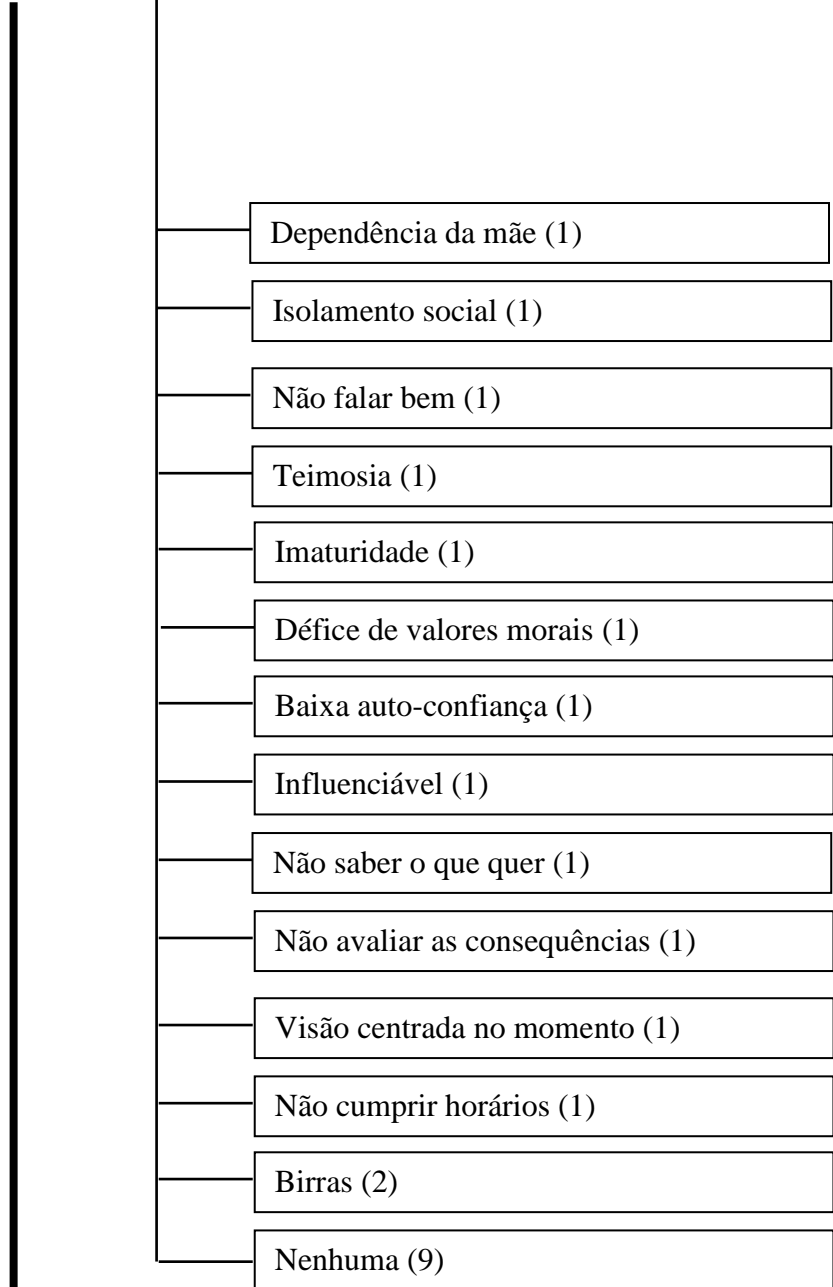 Dependência da mãe (1)
Isolamento social (1)
Não falar bem (1)
Teimosia (1)
Imaturidade (1)
Défice de valores morais (1)
Baixa auto-confiança (1)
Influenciável (1)
Não saber o que quer (1)
Não avaliar as consequências (1)
Visão centrada no momento (1)
Não cumprir horários (1)
Birras (2)
Nenhuma (9)